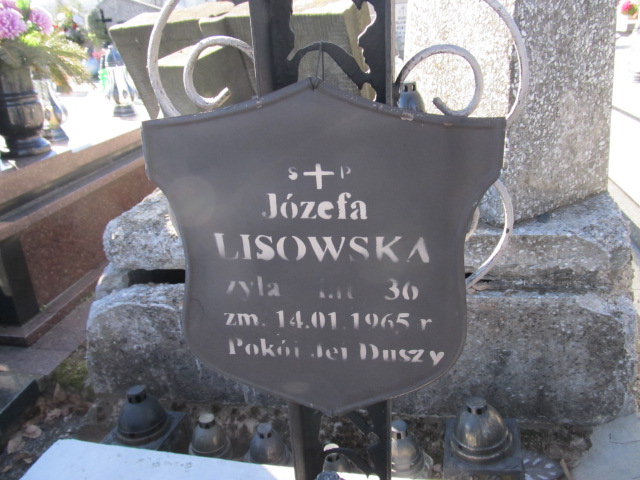 S + P
Józefa
LISOWSKA
żyła lat 36
zm. 14.01.1965 r
Pokój Jej Duszy